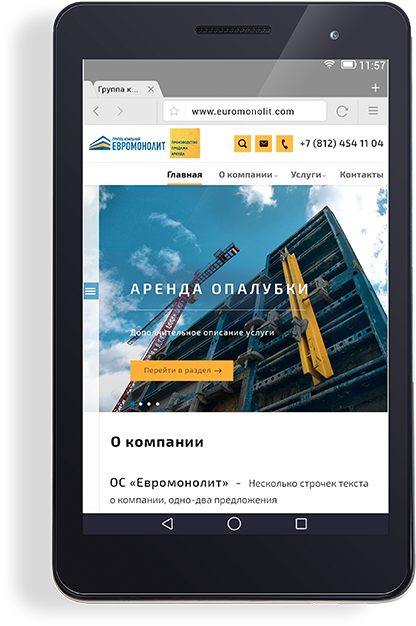 11:57
Группа к...
www.euromonolit.com
ГРУППА КОМПАНИЙ
ЕВРОМОНОЛИТ
ПРОИЗВОДСТВО
ПРОДАЖА
АРЕНДА
+7 (812) 454 11 04
Главная О компании Услуги Контакты
АРЕНДА ОПАЛУБКИ
Дополнительное описание услуги
Перейти в раздел →
О компании
ОС «Евромонолит» - Несколько строчек текста
о компании, одно-два предложения